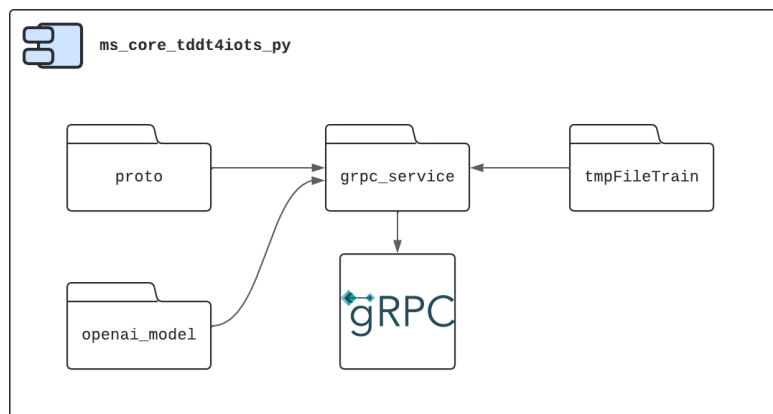 ms_core_tddt4iots_py
proto
grpc_service
tmpFileTrain
openai_model
gRPC